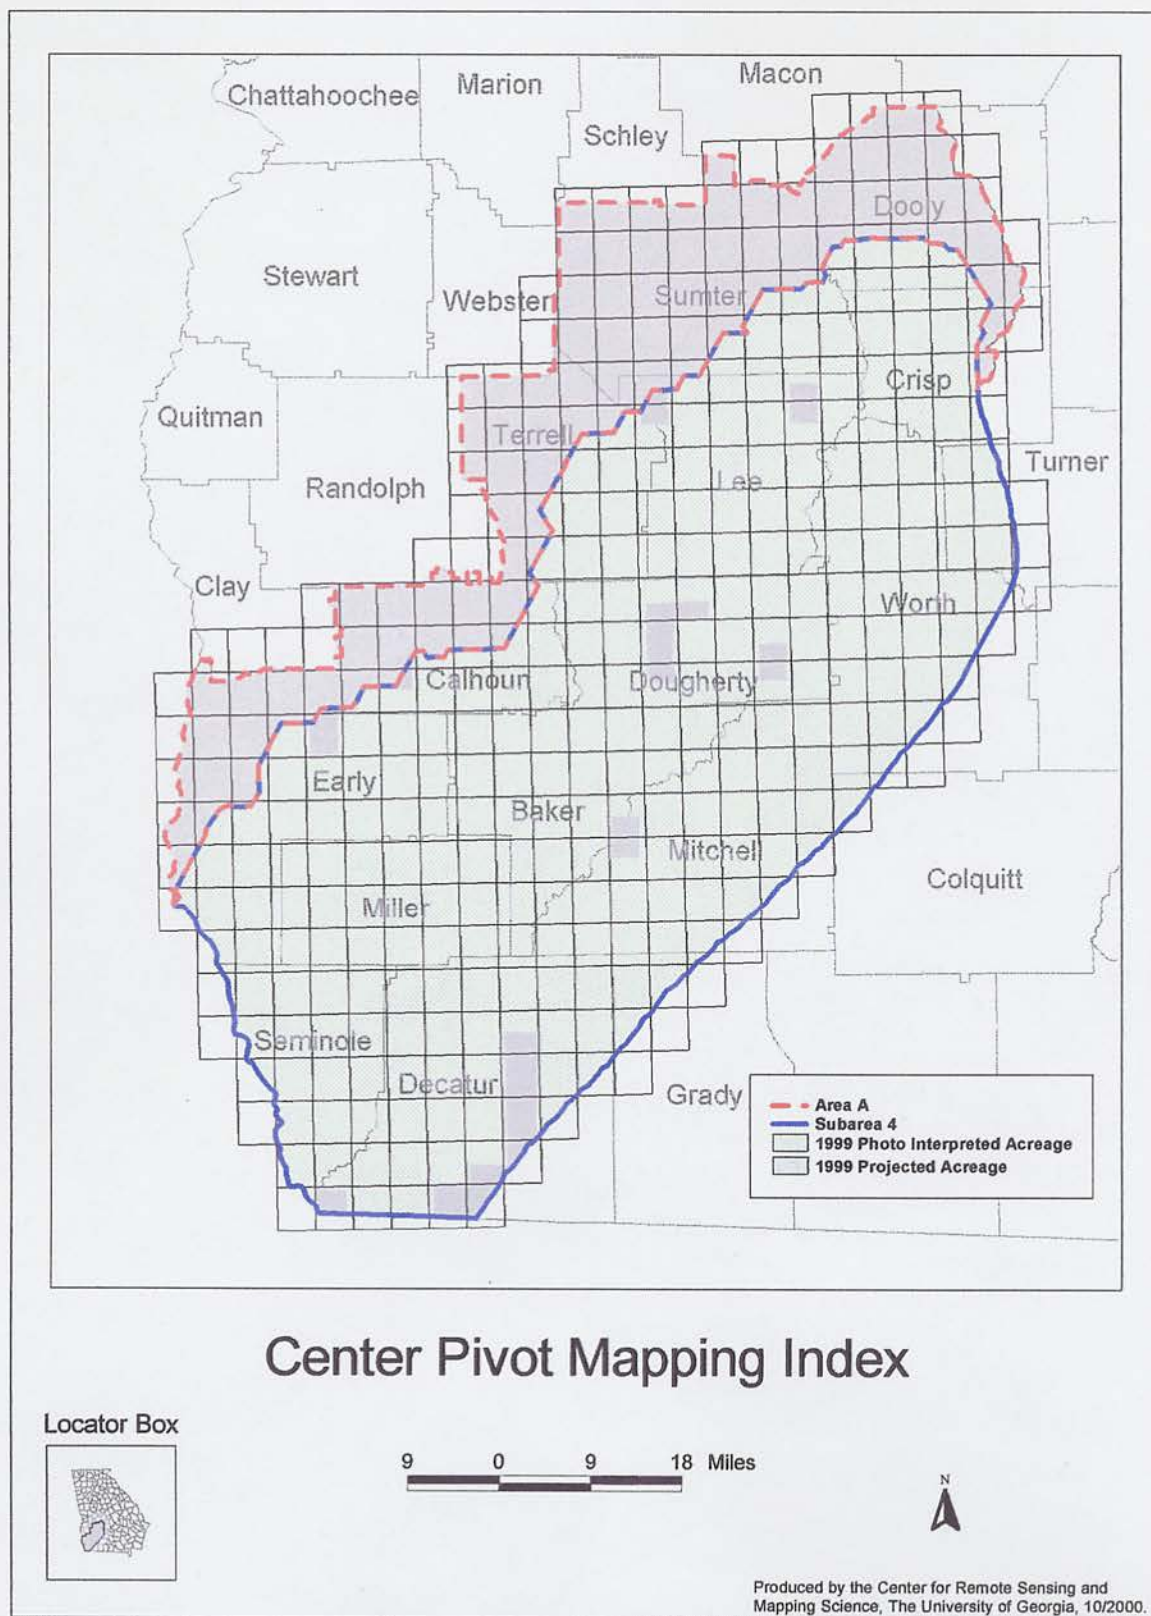 Macon
Marion
Chattahoochee
Schley
Dooly
Stewart
Sumter
Webster
Crisp
Quitman
Terrell
Turner
Lee
Randolph
Clay
Worth
Calhoun
Dougherty
Early
Baker
Mitchell
Colquitt
Miller
Seminole
Decatur
Grady
Area A
Subarea 4
1999 Photo Interpreted Acreage
1999 Projected Acreage
Center Pivot Mapping Index
Locator Box
9 0 9 18 Miles
N
Produced by the Center for Remote Sensing and
Mapping Science, The University of Georgia, 10/2000.